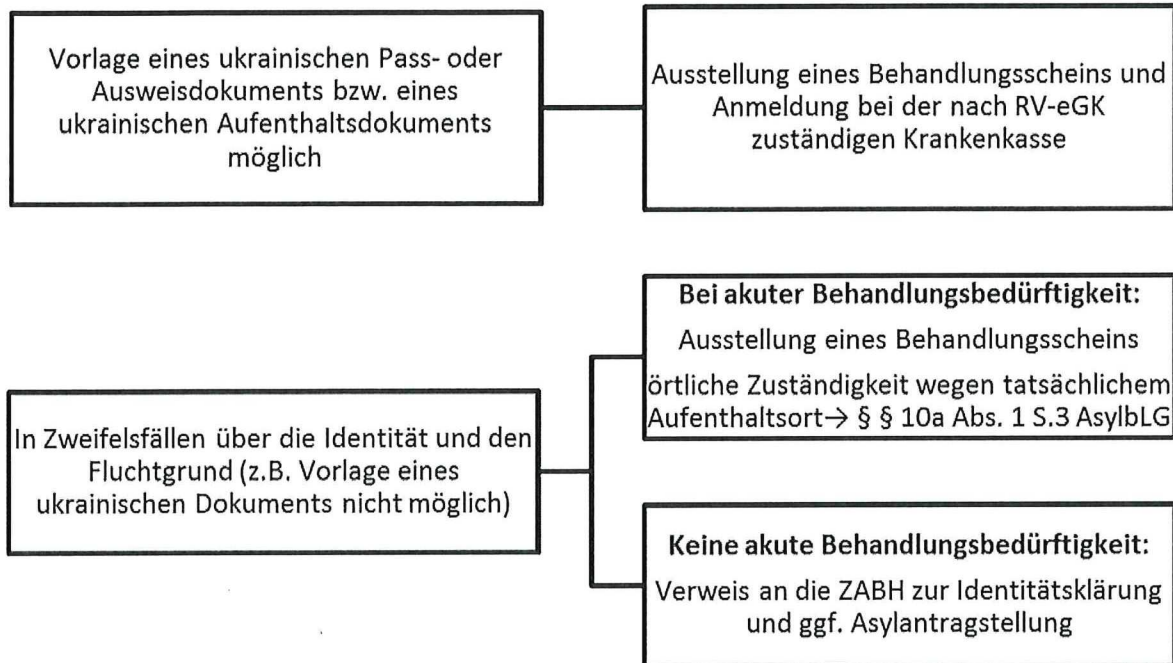 Vorlage eines ukrainischen Pass- oder
Ausweisdokuments bzw. eines
ukrainischen Aufenthaltsdokuments
möglich
Ausstellung eines Behandlungsscheins und
Anmeldung bei der nach RV-eGK
zuständigen Krankenkasse
In Zweifelsfällen über die Identität und den
Fluchtgrund (z.B. Vorlage eines
ukrainischen Dokuments nicht möglich)
Bei akuter Behandlungsbedürftigkeit:
Ausstellung eines Behandlungsscheins
örtliche Zuständigkeit wegen tatsächlichem
Aufenthaltsort→ § § 10a Abs. 1 S.3 AsylbLG
Keine akute Behandlungsbedürftigkeit:
Verweis an die ZABH zur Identitätsklärung
und ggf. Asylantragstellung